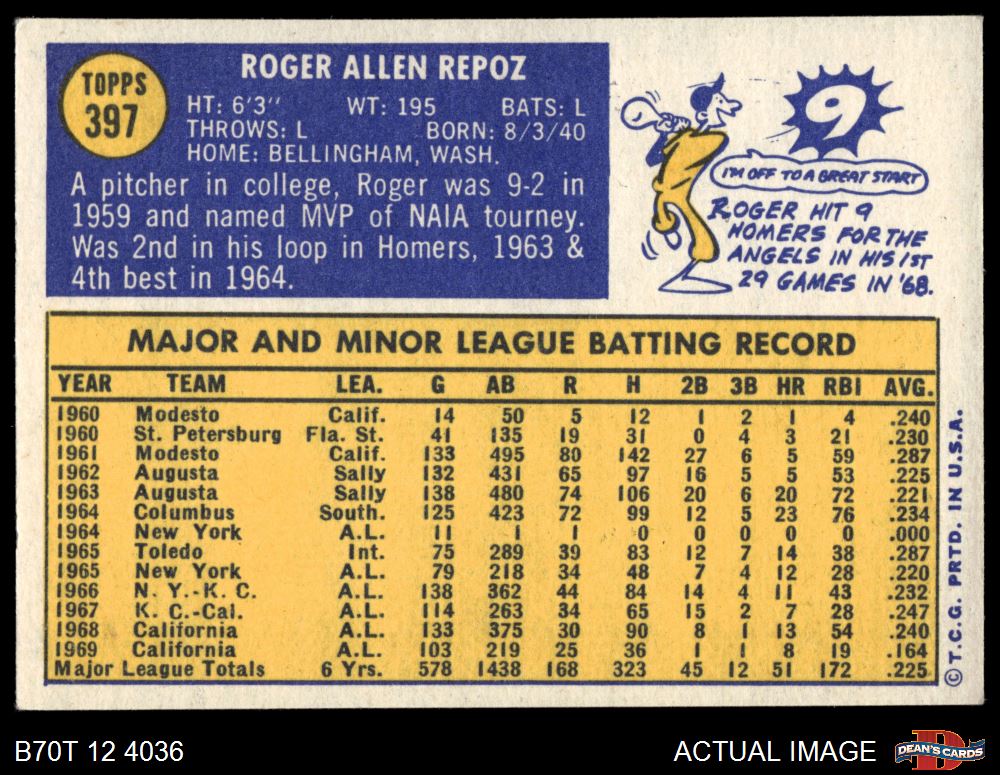 TOPPS
397
ROGER ALLEN REPOZ
HT: 6'3" WT: 195 BATS: L
THROWS: L BORN: 8/3/40
HOME: BELLINGHAM, WASH.
A pitcher in college, Roger was 9-2 in
1959 and named MVP of NAIA tourney.
Was 2nd in his loop in Homers, 1963 &
4th best in 1964.
9
I'M OFF TO A GREAT START
ROGER HIT 9
HOMERS FOR THE
ANGELS IN HIS 1ST
29 GAMES IN '68.
MAJOR AND MINOR LEAGUE BATTING RECORD
YEAR TEAM LEA. G AB R H 2B 3B HR RBI AVG.
1960 Modesto Calif. 14 50 5 12 1 2 1 4 .240
1960 St. Petersburg Fla. St. 41 135 19 31 0 4 3 21 .230
1961 Modesto Calif. 133 495 80 142 27 6 5 59 .287
1962 Augusta Sally 132 431 65 97 16 5 5 53 .225
1963 Augusta Sally 138 480 74 106 20 6 20 72 .221
1964 Columbus South. 125 423 72 99 12 5 23 76 .234
1964 New York A.L. 11 1 1 0 0 0 0 0 .000
1965 Toledo Int. 75 289 39 83 12 7 14 38 .287
1965 New York A.L. 79 218 34 48 7 4 12 28 .220
1966 N. Y.-K. C. A.L. 138 362 44 84 14 4 11 43 .232
1967 K. C.-Cal. A.L. 114 263 34 65 15 2 7 28 .247
1968 California A.L. 133 375 30 90 8 1 13 54 .240
1969 California A.L. 103 219 25 36 1 1 8 19 .164
Major League Totals 6 Yrs. 578 1438 168 323 45 12 51 172 .225
© T.C.G. PRTD. IN U.S.A.
B70T 12 4036
ACTUAL IMAGE
DEAN'S CARDS